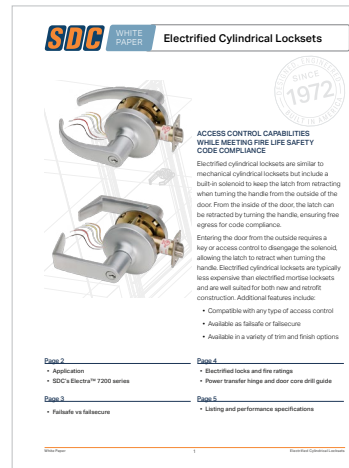 SDC
WHITE
PAPER
Electrified Cylindrical Locksets
DESIGNED, ENGINEERED
SINCE
1972
BUILT IN AMERICA
ACCESS CONTROL CAPABILITIES
WHILE MEETING FIRE LIFE SAFETY
CODE COMPLIANCE
Electrified cylindrical locksets are similar to
mechanical cylindrical locksets but include a
built-in solenoid to keep the latch from retracting
when turning the handle from the outside of the
door. From the inside of the door, the latch can
be retracted by turning the handle, ensuring free
egress for code compliance.
Entering the door from the outside requires a
key or access control to disengage the solenoid,
allowing the latch to retract when turning the
handle. Electrified cylindrical locksets are typically
less expensive than electrified mortise locksets
and are well suited for both new and retrofit
construction. Additional features include:
• Compatible with any type of access control
• Available as failsafe or failsecure
• Available in a variety of trim and finish options
Page 2
• Application
• SDC's Electra™ 7200 series
Page 3
• Failsafe vs failsecure
Page 4
• Electrified locks and fire ratings
• Power transfer hinge and door core drill guide
Page 5
• Listing and performance specifications
White Paper
1
Electrified Cylindrical Locksets